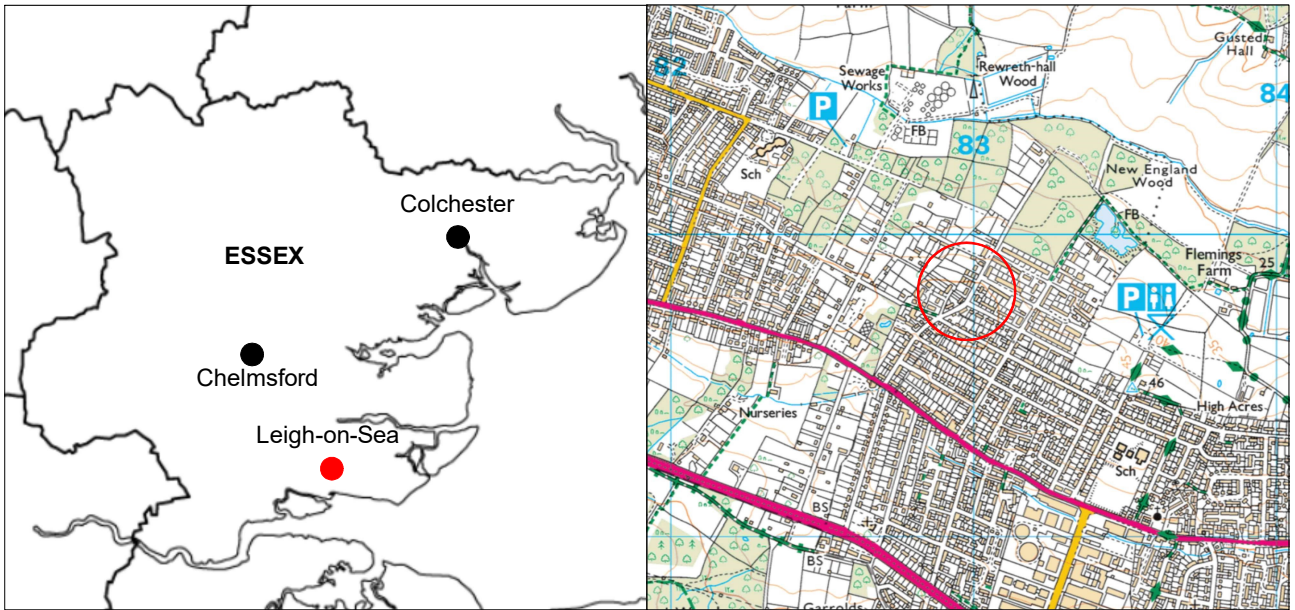 Colchester
ESSEX
Chelmsford
Leigh-on-Sea
82
Sewage
Works
P
Sch
FB
Rewreth-hall
Wood
83
Gusted
Hall
84
New England
Wood
FB
Flemings
Farm
25
P
35
46
High Acres
Nurseries
Sch
BS
BS